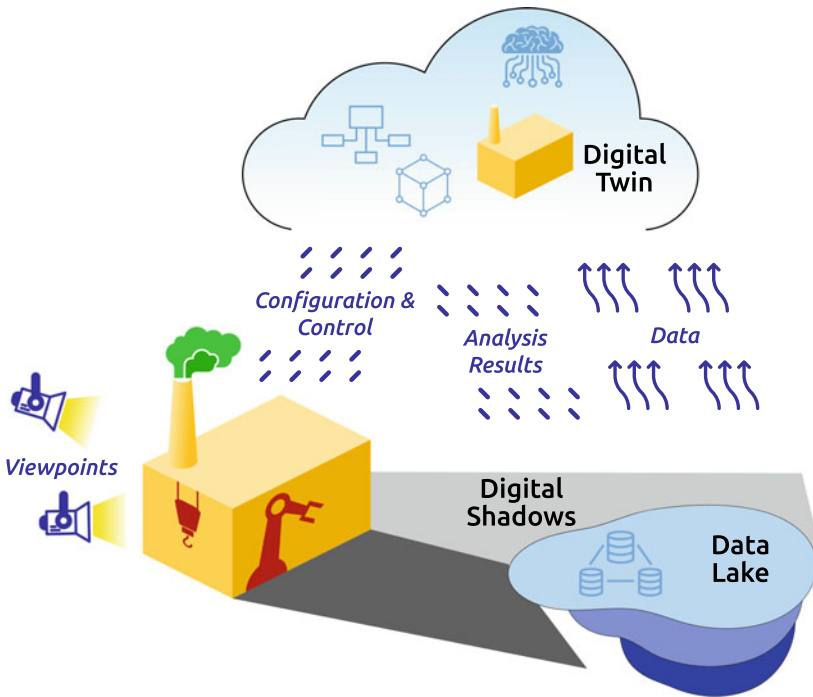 Digital
Twin
Configuration &
Control
Analysis
Results
Data
Viewpoints
Digital
Shadows
Data
Lake